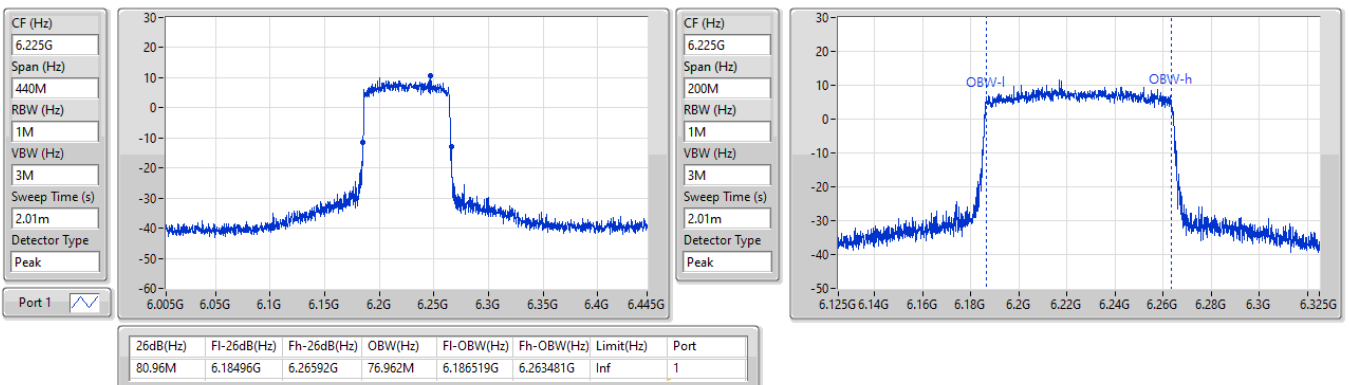 CF (Hz)
6.225G
Span (Hz)
440M
RBW (Hz)
1M
VBW (Hz)
3M
Sweep Time (s)
2.01m
Detector Type
Peak
Port 1
30
20
10
0
-10
-20
-30
-40
-50
-60
6.005G 6.05G 6.1G 6.15G 6.2G 6.25G 6.3G 6.35G 6.4G 6.445G
CF (Hz)
6.225G
Span (Hz)
200M
RBW (Hz)
1M
VBW (Hz)
3M
Sweep Time (s)
2.01m
Detector Type
Peak
30
20
10
0
-10
-20
-30
-40
-50
OBW-l OBW-h
6.125G 6.14G 6.16G 6.18G 6.2G 6.22G 6.24G 6.26G 6.28G 6.3G 6.325G
26dB(Hz) Fl-26dB(Hz) Fh-26dB(Hz) OBW(Hz) Fl-OBW(Hz) Fh-OBW(Hz) Limit(Hz) Port
80.96M 6.18496G 6.26592G 76.962M 6.186519G 6.263481G Inf 1